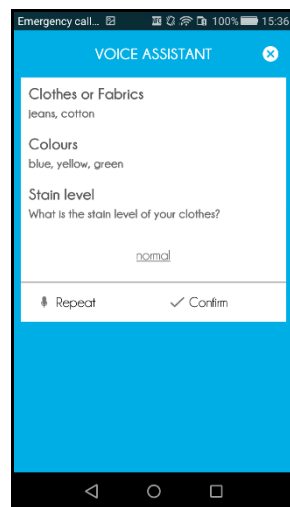 Emergency call... 100% 15:36
VOICE ASSISTANT
Clothes or Fabrics
jeans, cotton
Colours
blue, yellow, green
Stain level
What is the stain level of your clothes?
normal
Repeat Confirm